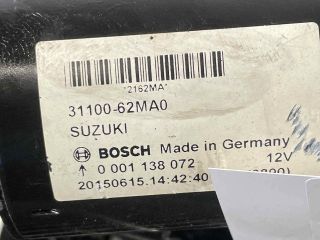 *2162MA*
31100-62MA0
SUZUKI
BOSCH Made in Germany
0 001 138 072 12V
20150615.14:42:40